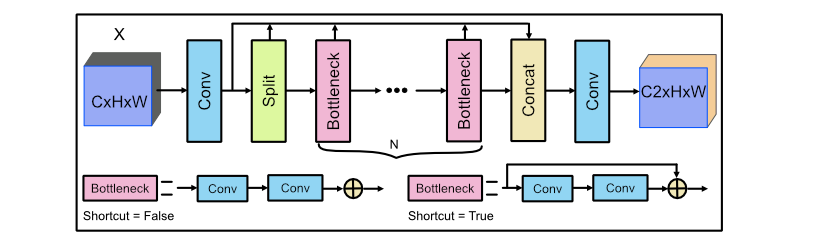 X
CxHxW
Conv
Split
Bottleneck
Bottleneck
Concat
Conv
C2xHxW
N
Bottleneck
Conv
Conv
Shortcut = False
Bottleneck
Conv
Conv
Shortcut = True